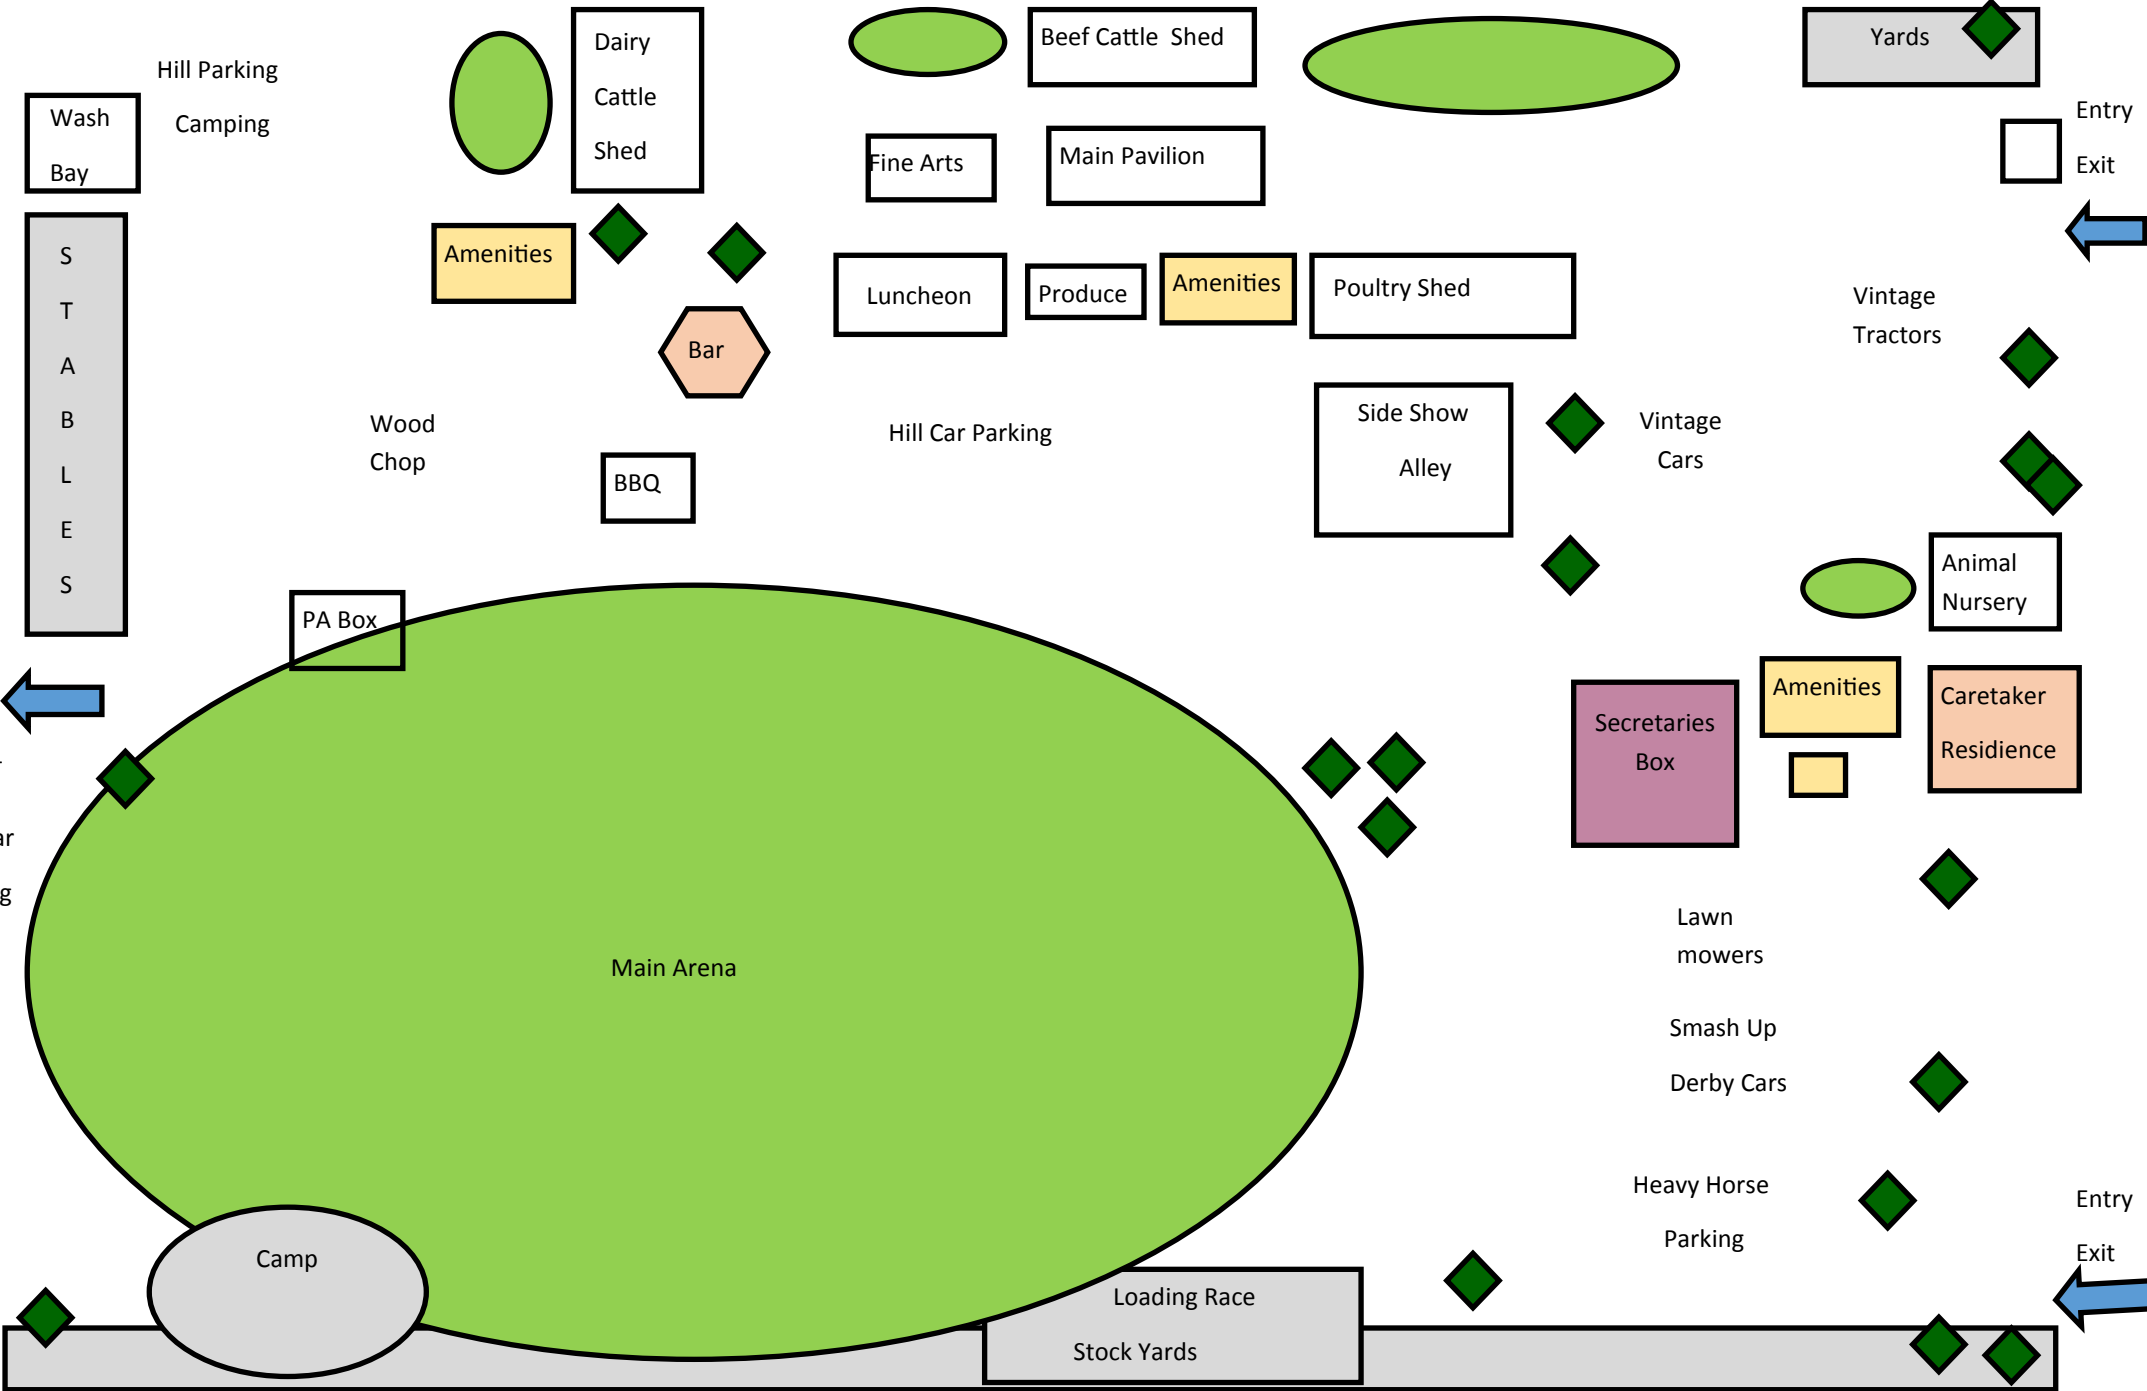 Hill Parking
Camping
Wash
Bay
Dairy
Cattle
Shed
Beef Cattle  Shed
Yards
Entry
Exit
Fine Arts
Main Pavilion
S
T
A
B
L
E
S
Amenities
Luncheon
Produce
Amenities
Poultry Shed
Vintage
Tractors
Bar
Wood
Chop
BBQ
Hill Car Parking
Side Show
Alley
Vintage
Cars
Animal
Nursery
PA Box
Secretaries
Box
Amenities
Caretaker
Residience
ar
g
Main Arena
Lawn
mowers
Smash Up
Derby Cars
Heavy Horse
Parking
Entry
Exit
Camp
Loading Race
Stock Yards